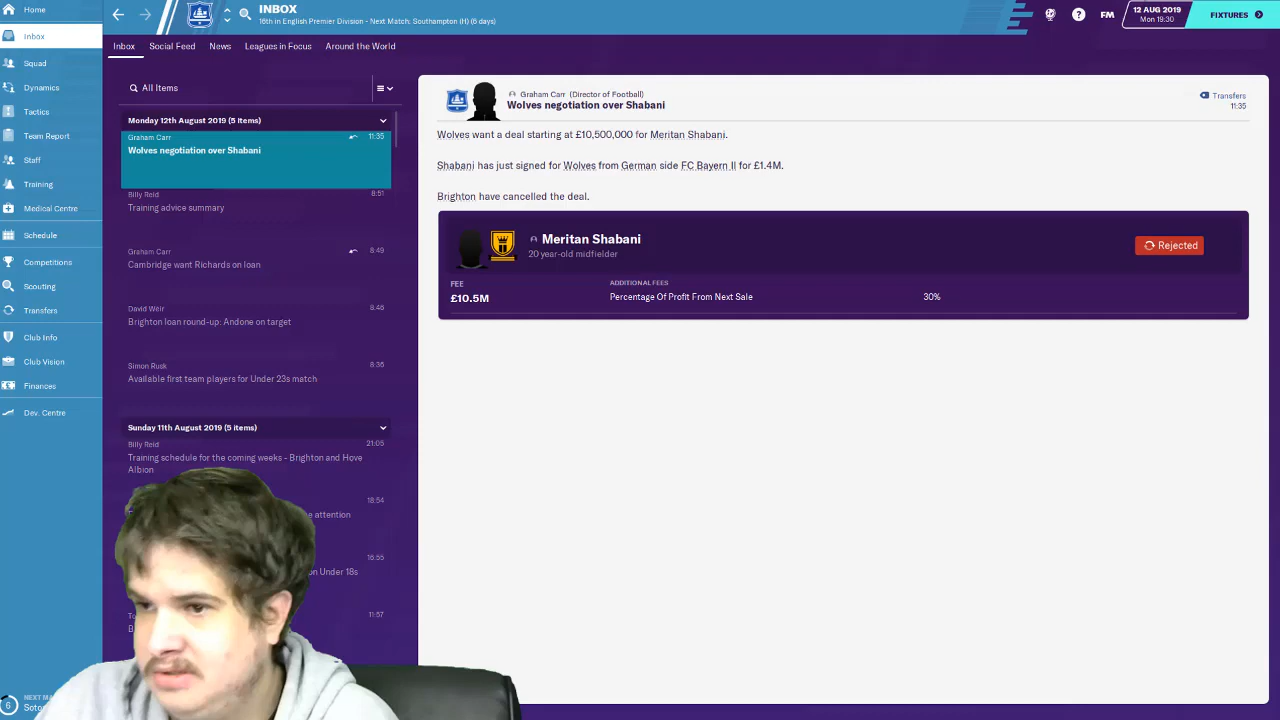 Home
INBOX
16th in English Premier Division - Next Match: Southampton (H) (6 days)
?
FM
12 AUG 2019
Mon 19:30
FIXTURES
Inbox
Squad
Dynamics
Tactics
Team Report
Staff
Training
Medical Centre
Schedule
Competitions
Scouting
Transfers
Club Info
Club Vision
Finances
Dev. Centre
6
Inbox
Social Feed
News
Leagues in Focus
Around the World
All Items
Monday 12th August 2019 (5 items)
Graham Carr
11:35
Wolves negotiation over Shabani
Billy Reid
8:51
Training advice summary
Graham Carr
8:49
Cambridge want Richards on loan
David Weir
8:46
Brighton loan round-up: Andone on target
Simon Rusk
8:36
Available first team players for Under 23s match
Sunday 11th August 2019 (5 items)
Billy Reid
21:05
Training schedule for the coming weeks - Brighton and Hove
Albion
18:54
attention
16:55
Under 18s
11:57
Graham Carr (Director of Football)
Wolves negotiation over Shabani
Transfers
11:35
Wolves want a deal starting at £10,500,000 for Meritan Shabani.
Shabani has just signed for Wolves from German side FC Bayern II for £1.4M.
Brighton have cancelled the deal.
Meritan Shabani
20 year-old midfielder
Rejected
FEE
£10.5M
ADDITIONAL FEES
Percentage Of Profit From Next Sale
30%